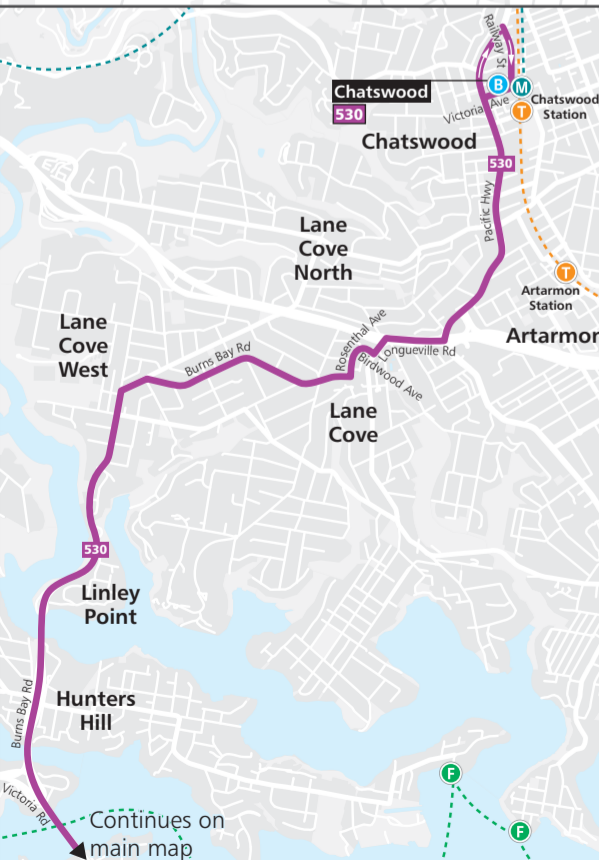 Railway St
B
M
Chatswood
530
Victoria Ave
T
Chatswood
Station
Chatswood
530
Pacific Hwy
Lane
Cove
North
T
Artarmon
Station
Lane
Cove
West
Rosenthal Ave
Artarmor
Burns Bay Rd
Longueville Rd
Birdwood Ave
Lane
Cove
530
Linley
Point
Burns Bay Rd
Hunters
Hill
F
Victoria Rd
Continues on
main map
F